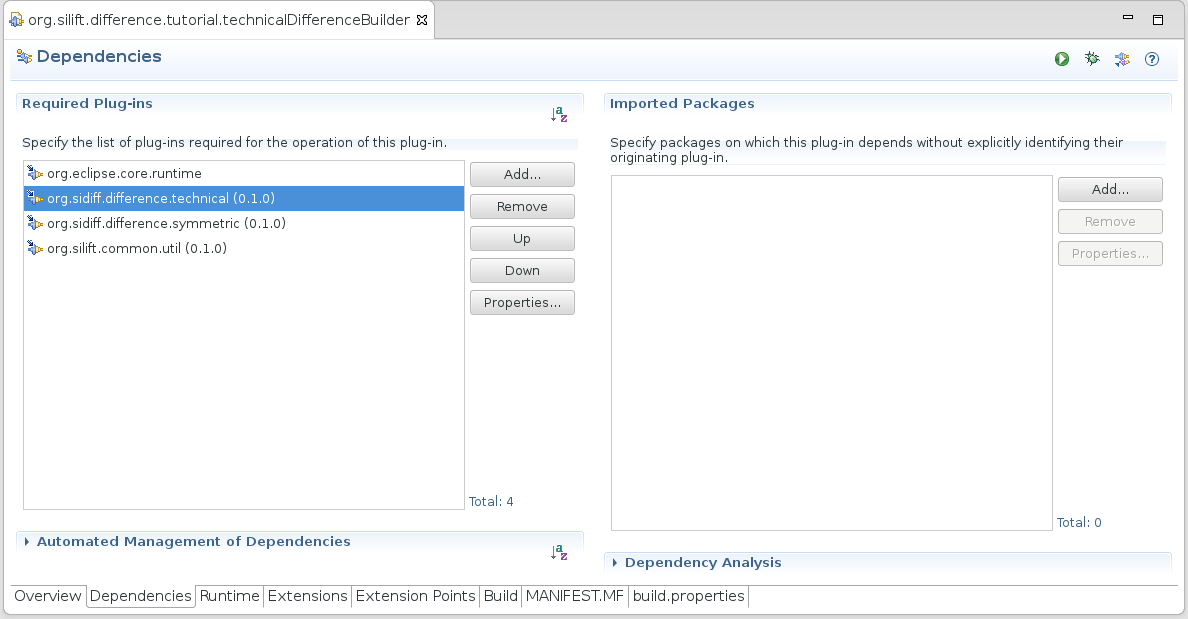 org.silift.difference.tutorial.technicalDifferenceBuilder
Dependencies
Required Plug-ins
Specify the list of plug-ins required for the operation of this plug-in.
org.eclipse.core.runtime
org.sidiff.difference.technical (0.1.0)
org.sidiff.difference.symmetric (0.1.0)
org.silift.common.util (0.1.0)
Add...
Remove
Up
Down
Properties...
Total: 4
Automated Management of Dependencies
Imported Packages
Specify packages on which this plug-in depends without explicitly identifying their
originating plug-in.
Add...
Remove
Properties...
Total: 0
Dependency Analysis
Overview Dependencies Runtime Extensions Extension Points Build MANIFEST.MF build.properties